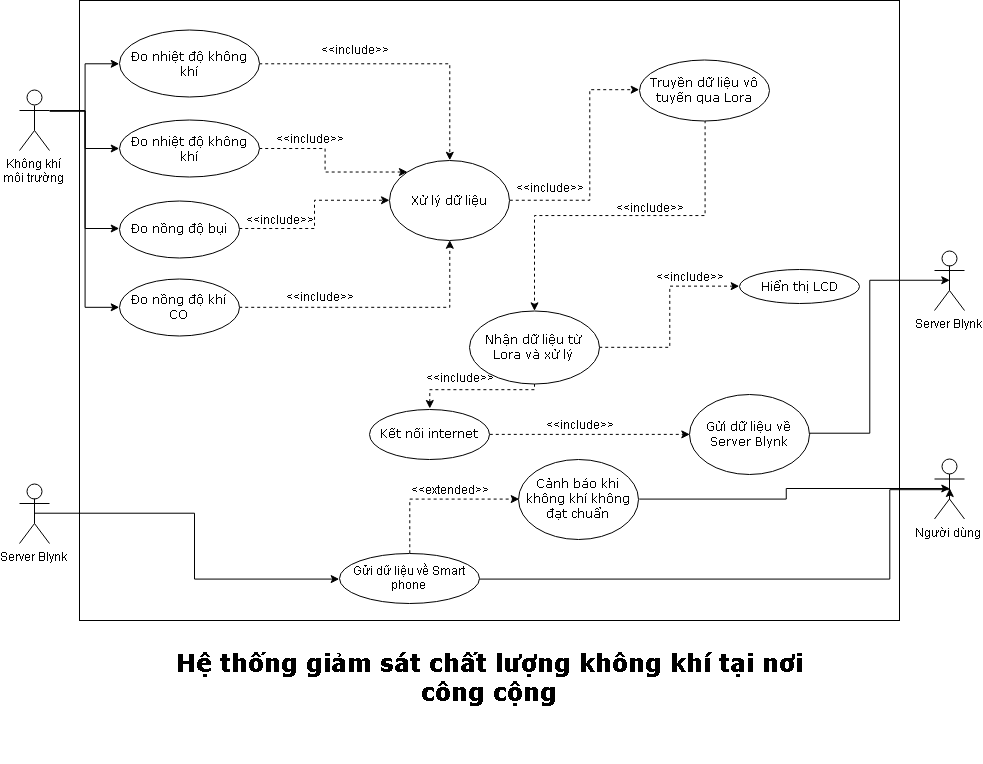 Đo nhiệt độ không
khí
<<include>>
Truyền dữ liệu vô
tuyến qua Lora
Không khí
môi trường
Đo nhiệt độ không
khí
<<include>>
Xử lý dữ liệu
<<include>>
<<include>>
Đo nồng độ bụi
<<include>>
Đo nồng độ khí
CO
<<include>>
<<include>>
Hiển thị LCD
Server Blynk
Nhận dữ liệu từ
Lora và xử lý
<<include>>
Kết nối internet
<<include>>
Gửi dữ liệu về
Server Blynk
Cảnh báo khi
không khí không
đạt chuẩn
<<extended>>
Server Blynk
Người dùng
Gửi dữ liệu về Smart
phone
Hệ thống giảm sát chất lượng không khí tại nơi
công cộng